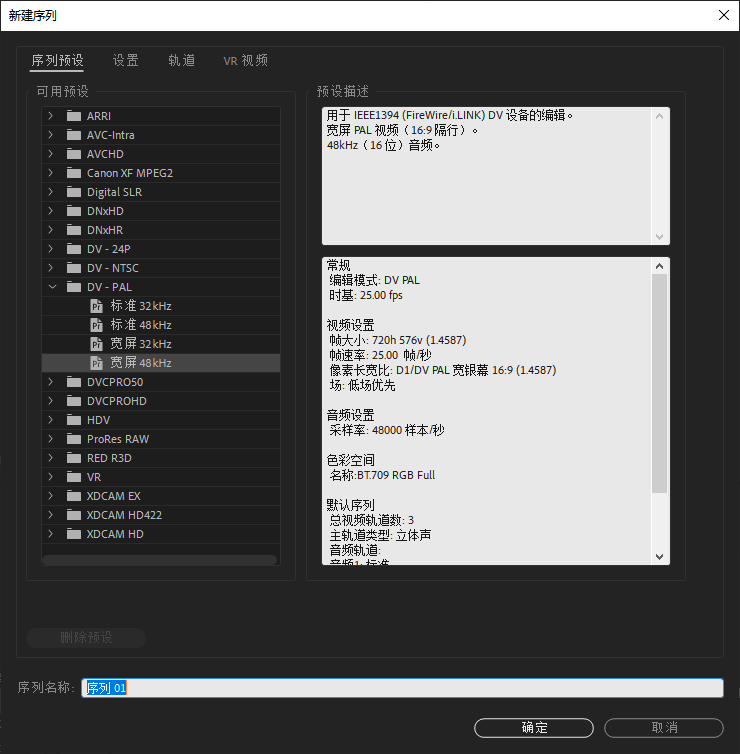 新建序列
序列预设
设置
轨道
VR 视频
可用预设
ARRI
AVC-Intra
AVCHD
Canon XF MPEG2
Digital SLR
DNxHD
DNxHR
DV - 24P
DV - NTSC
DV - PAL
标准 32kHz
标准 48kHz
宽屏 32kHz
宽屏 48kHz
DVCPRO50
DVCPROHD
HDV
ProRes RAW
RED R3D
VR
XDCAM EX
XDCAM HD422
XDCAM HD
预设描述
用于 IEEE1394 (FireWire/i.LINK) DV 设备的编辑。
宽屏 PAL 视频（16:9 隔行）。
48kHz（16 位）音频。
常规
编辑模式: DV PAL
时基: 25.00 fps
视频设置
帧大小: 720h 576v (1.4587)
帧速率: 25.00 帧/秒
像素长宽比: D1/DV PAL 宽银幕 16:9 (1.4587)
场: 低场优先
音频设置
采样率: 48000 样本/秒
色彩空间
名称:BT.709 RGB Full
默认序列
总视频轨道数: 3
主轨道类型: 立体声
音频轨道:
音频1: 标准
删除预设
序列名称: 序列 01
确定
取消